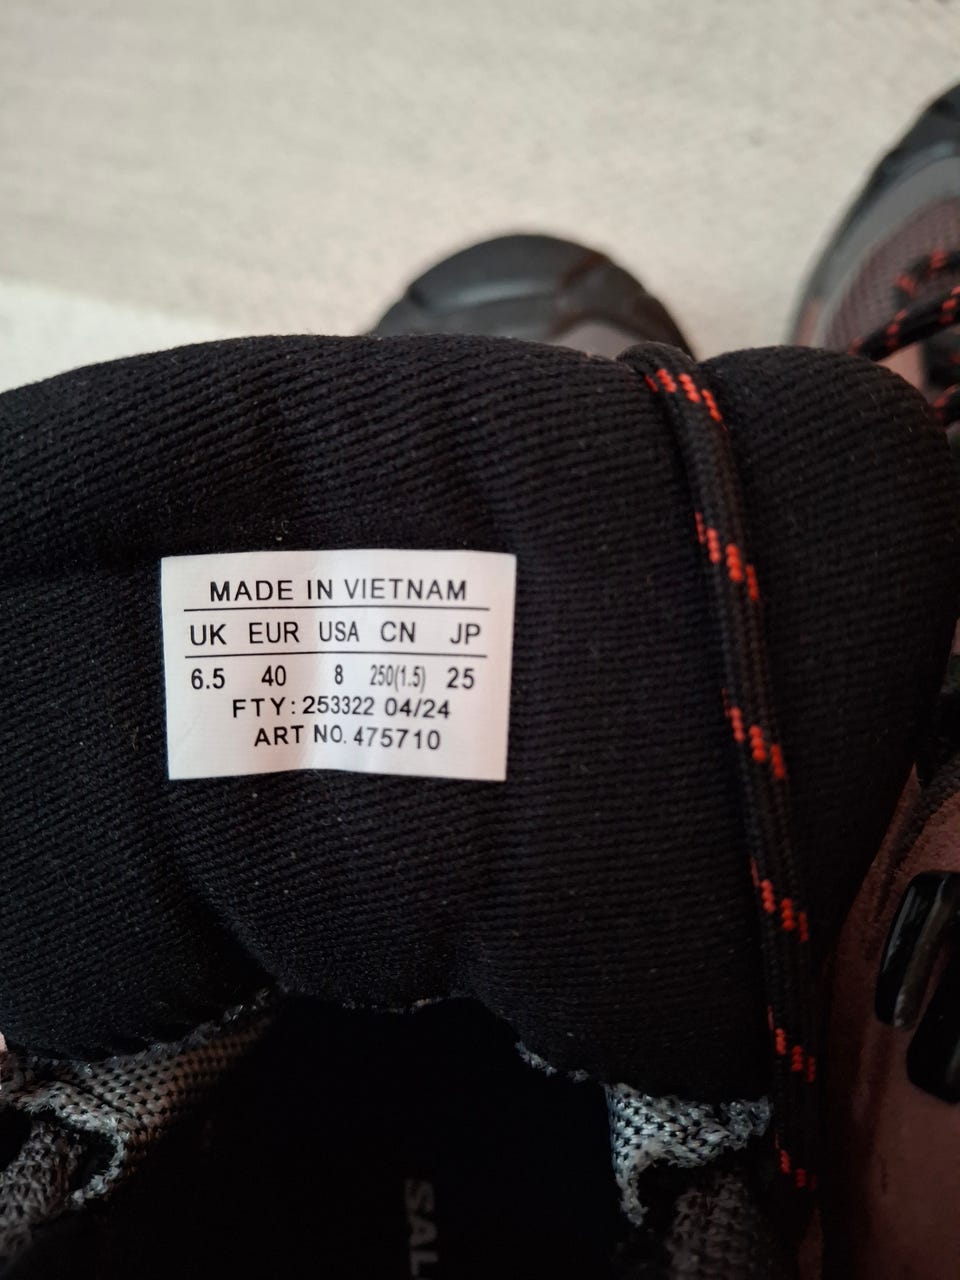 MADE IN VIETNAM
UK EUR USA CN JP
6.5 40 8 250(1.5) 25
FTY: 253322 04/24
ART NO. 475710
SAL